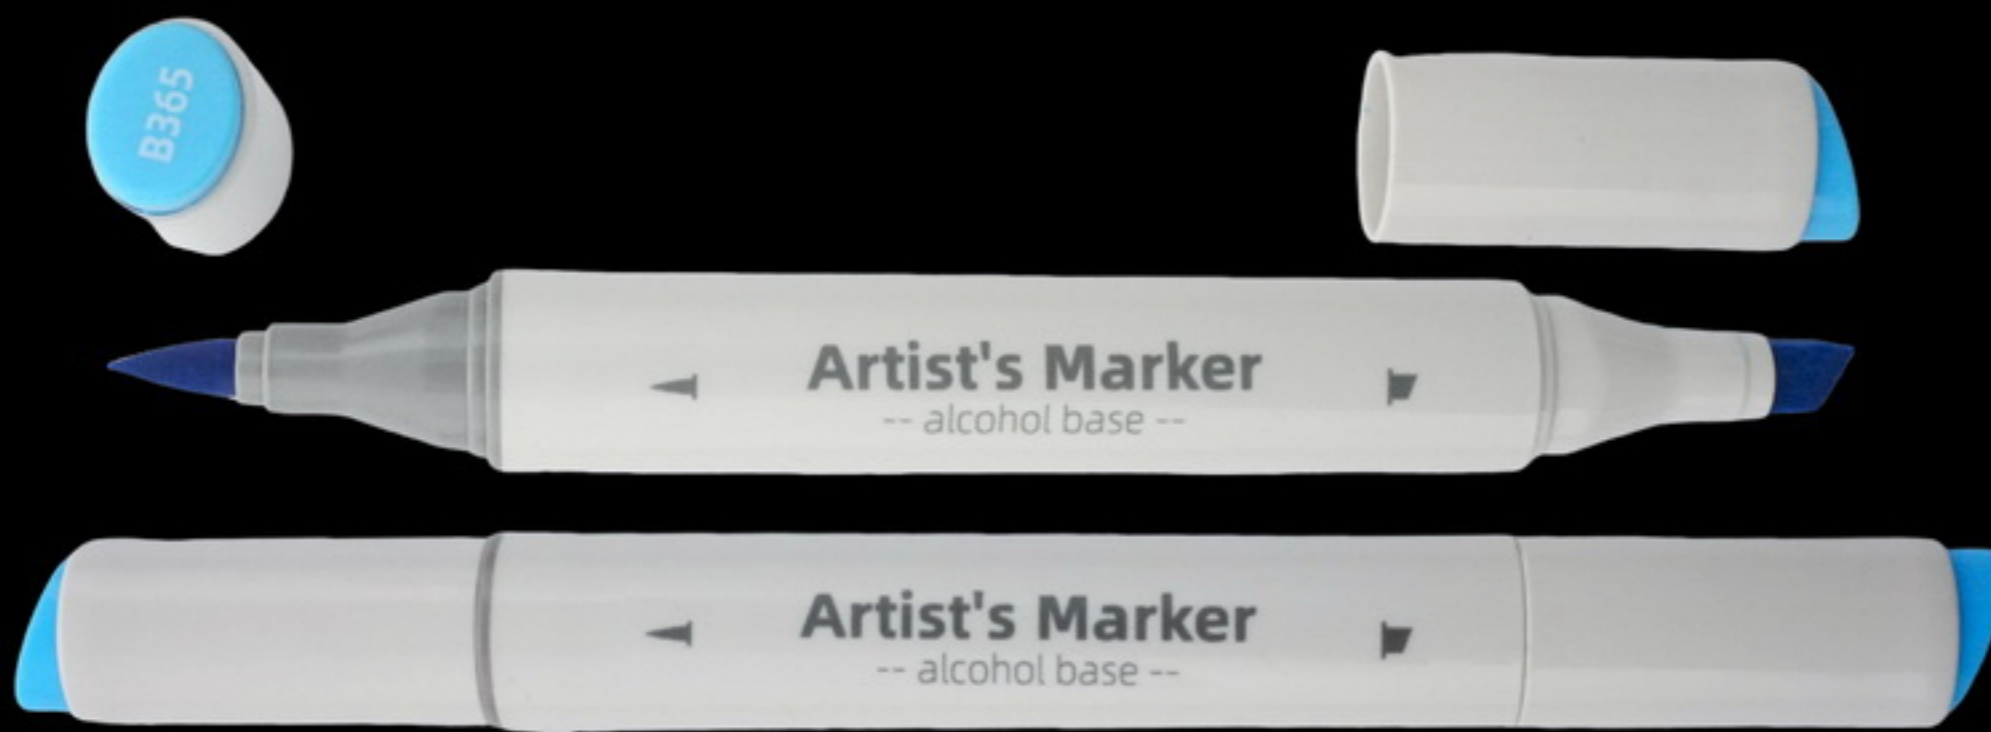 B365
Artist's Marker
-- alcohol base --
Artist's Marker
-- alcohol base --